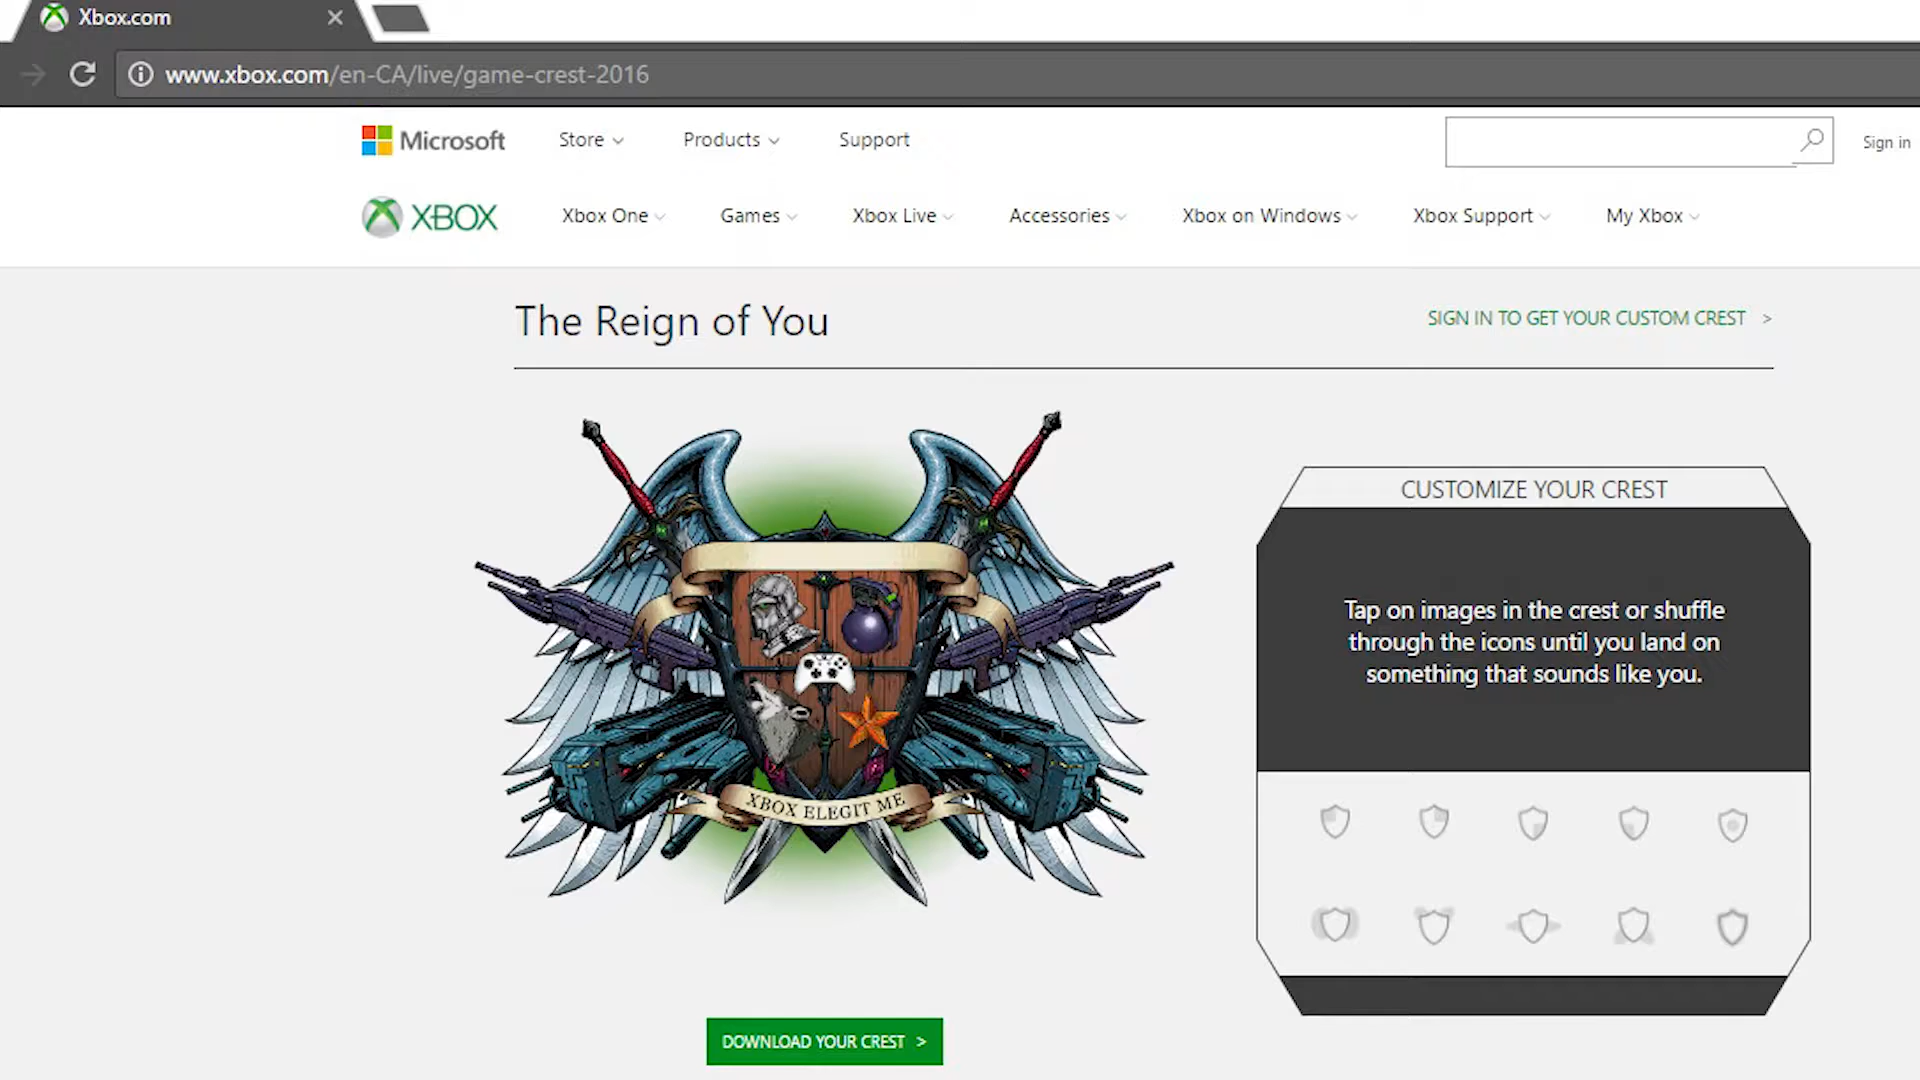 Xbox.com
www.xbox.com/en-CA/live/game-crest-2016
Microsoft
Store
Products
Support
Sign in
XBOX
Xbox One
Games
Xbox Live
Accessories
Xbox on Windows
Xbox Support
My Xbox
The Reign of You
SIGN IN TO GET YOUR CUSTOM CREST >
CUSTOMIZE YOUR CREST
Tap on images in the crest or shuffle
through the icons until you land on
something that sounds like you.
XBOX ELEGIT ME
DOWNLOAD YOUR CREST >